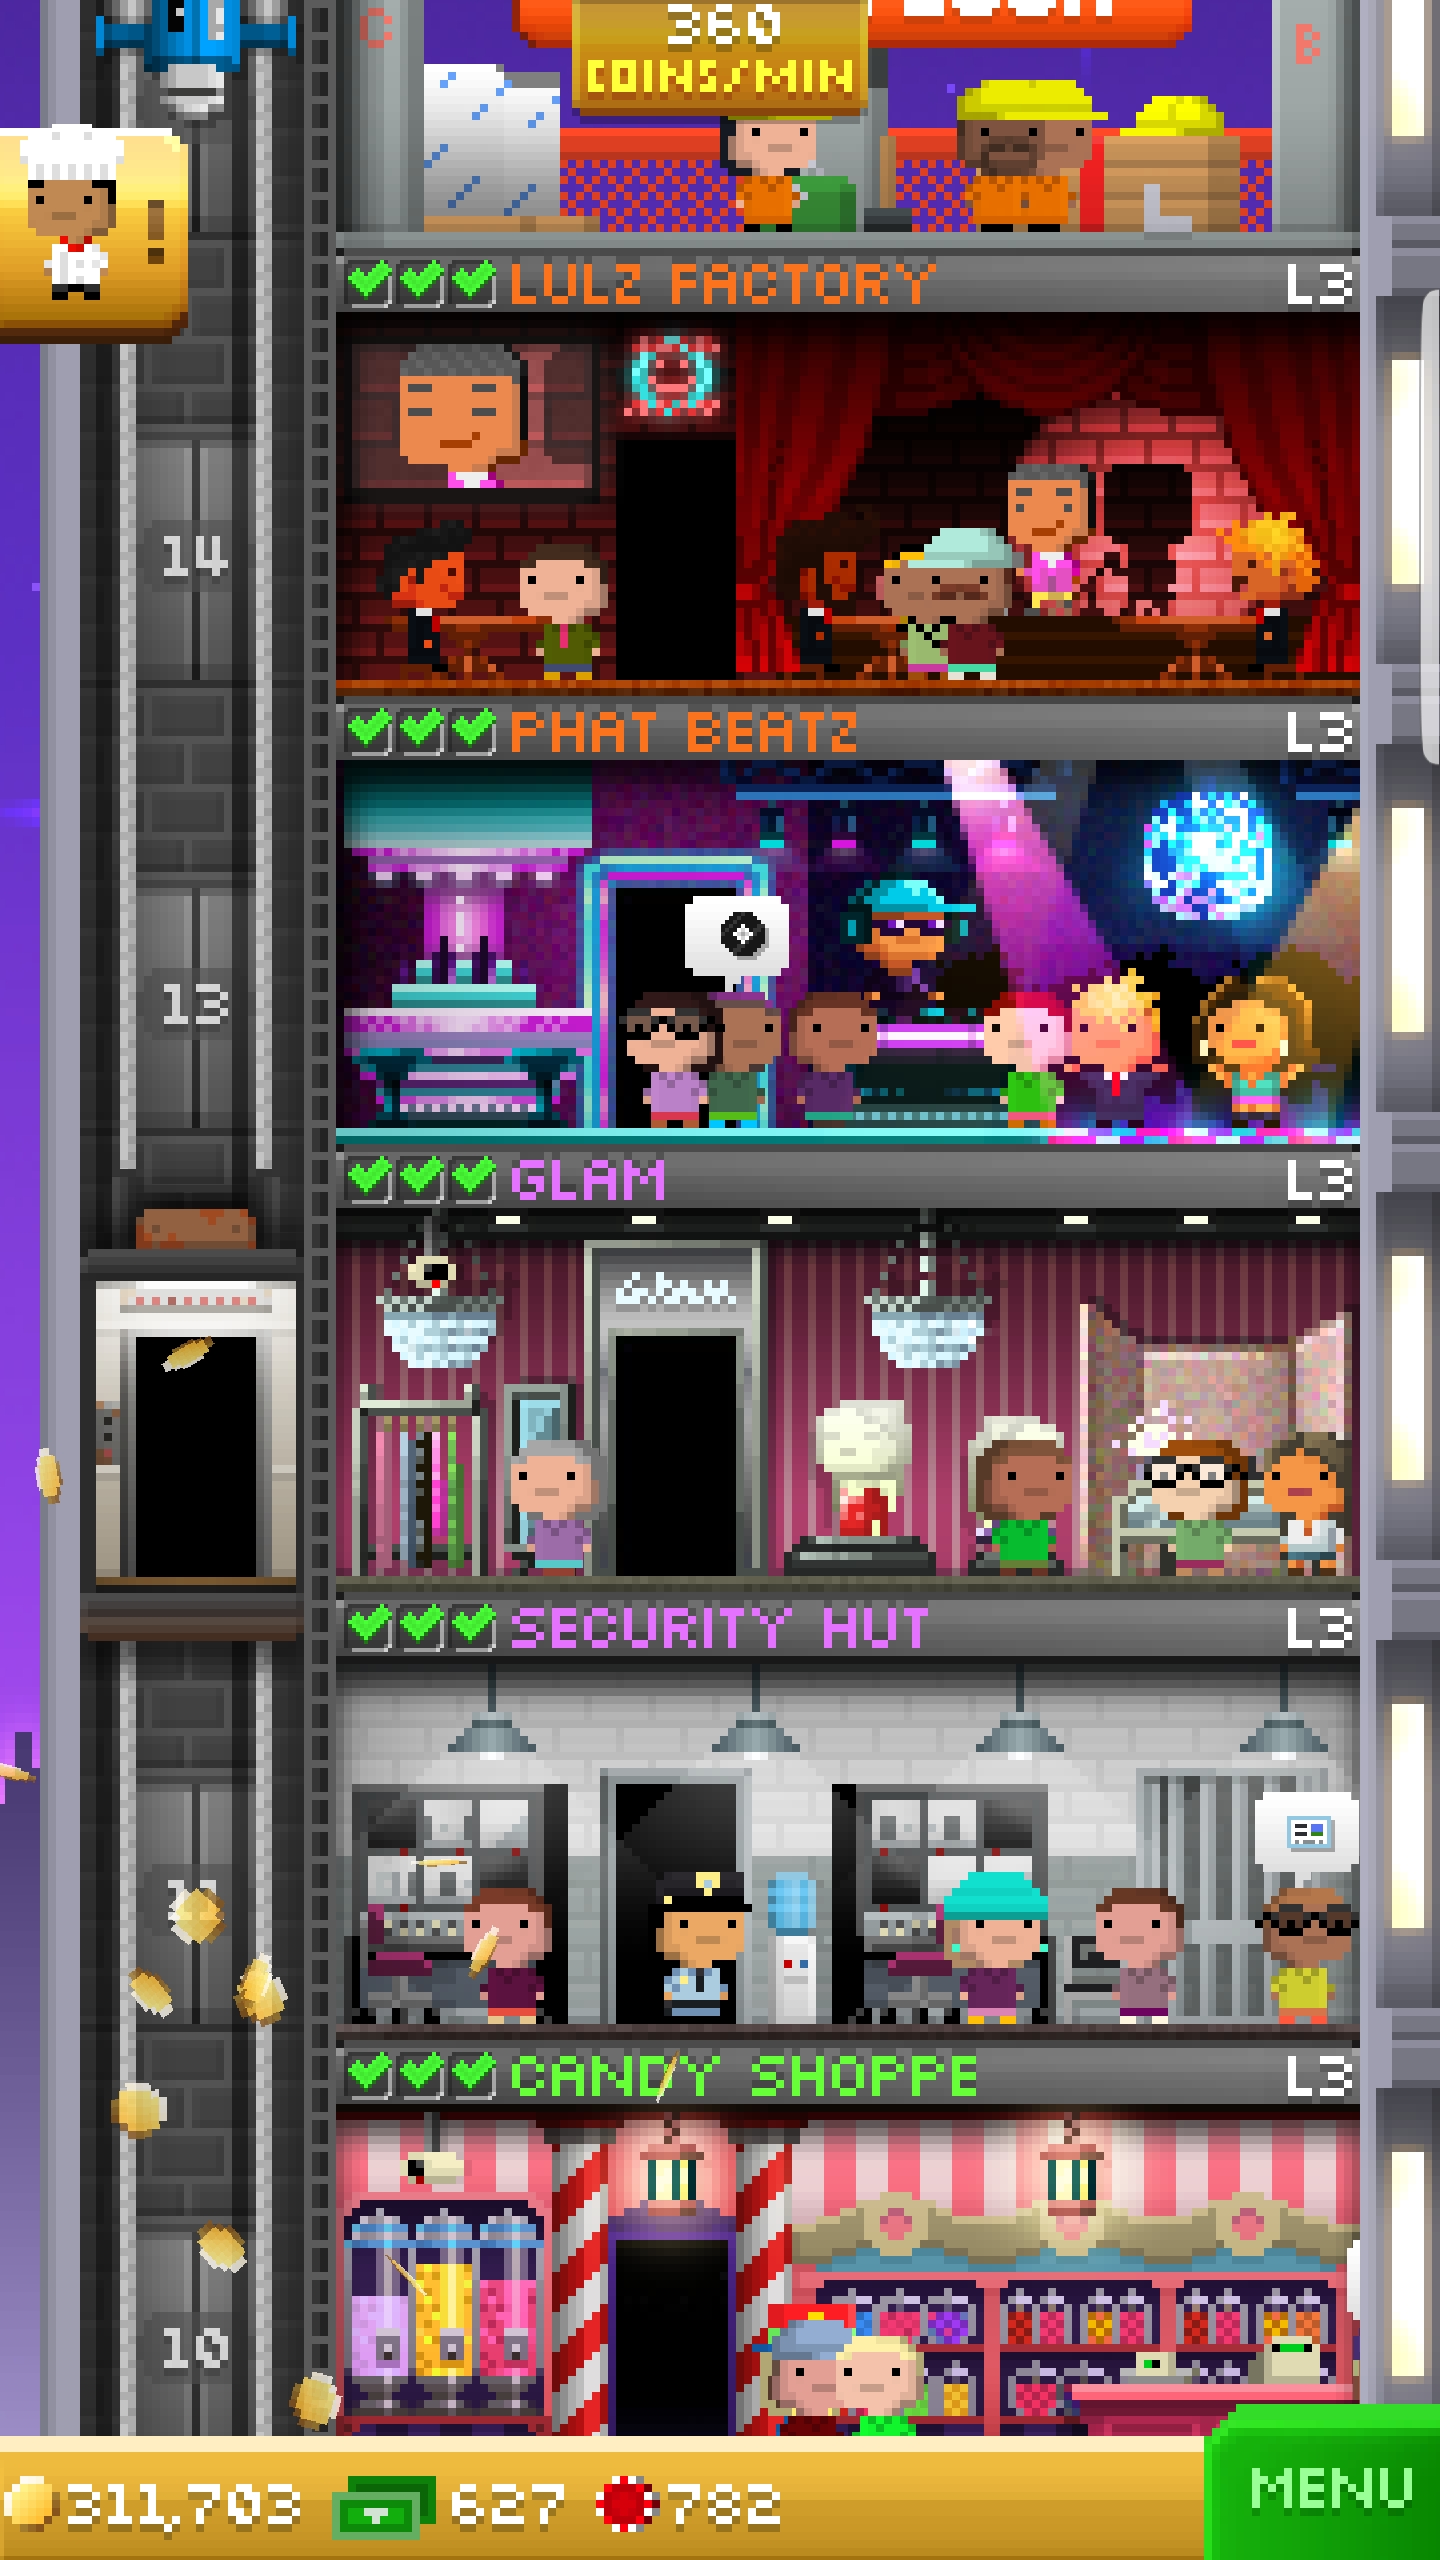 C
B
360
COINS/MIN
LULZ FACTORY
L3
14
PHAT BEATZ
L3
13
GLAM
L3
Glam
SECURITY HUT
L3
CANDY SHOPPE
L3
10
311,703
627
782
MENU